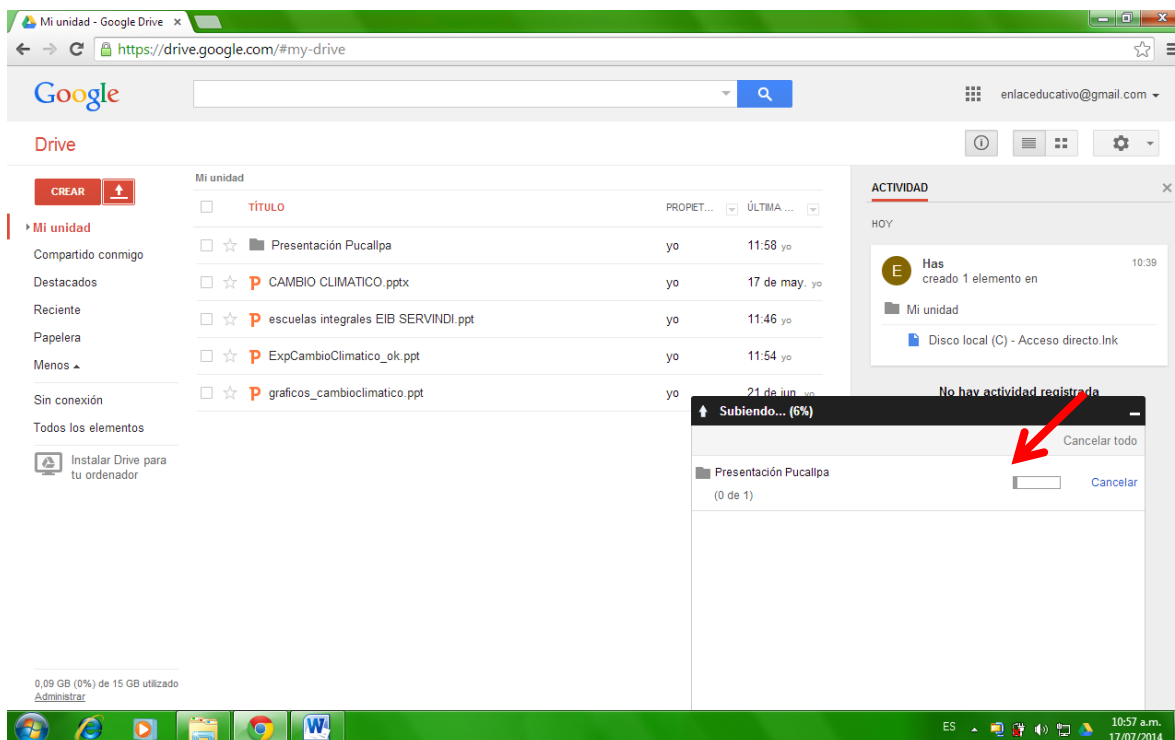 Mi unidad - Google Drive
https://drive.google.com/#my-drive
Google
enlaceducativo@gmail.com
Drive
CREAR
Mi unidad
Compartido conmigo
Destacados
Reciente
Papelera
Menos
Sin conexión
Todos los elementos
Instalar Drive para
tu ordenador
0,09 GB (0%) de 15 GB utilizado
Administrar
Mi unidad
TÍTULO PROPIET... ÚLTIMA ...
Presentación Pucallpa yo 11:58 yo
CAMBIO CLIMATICO.pptx yo 17 de may. yo
escuelas integrales EIB SERVINDI.ppt yo 11:46 yo
ExpCambioClimatico_ok.ppt yo 11:54 yo
graficos_cambioclimatico.ppt yo 21 de jun. yo
ACTIVIDAD
HOY
E
Has 10:39
creado 1 elemento en
Mi unidad
Disco local (C) - Acceso directo.lnk
No hay actividad registrada
Subiendo... (6%)
Cancelar todo
Presentación Pucallpa
(0 de 1)
Cancelar
ES
10:57 a.m.
17/07/2014